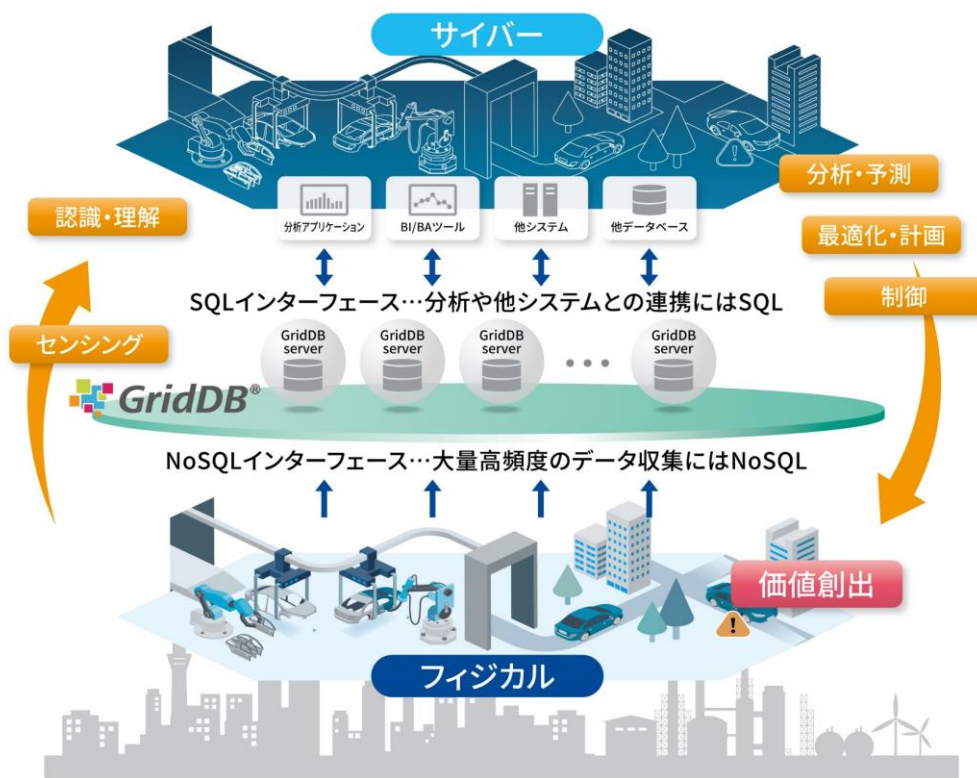 サイバー
分析・予測
認識・理解
分析アプリケーション
BI/BAツール
他システム
他データベース
最適化・計画
SQLインターフェース…分析や他システムとの連携にはSQL
制御
センシング
GridDB
server
GridDB
server
GridDB
server
GridDB
server
GridDB®
NoSQLインターフェース…大量高頻度のデータ収集にはNoSQL
価値創出
フィジカル